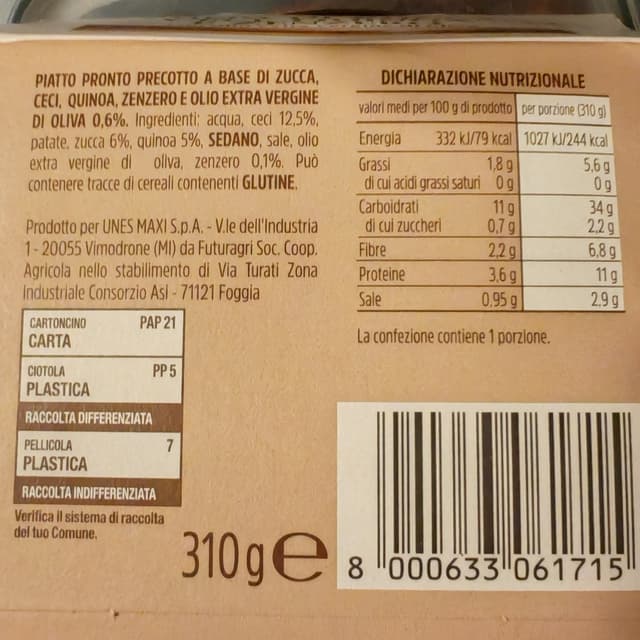 PIATTO PRONTO PRECOTTO A BASE DI ZUCCA,
CECI, QUINOA, ZENZERO E OLIO EXTRA VERGINE
DI OLIVA 0,6%. Ingredienti: acqua, ceci 12,5%,
patate, zucca 6%, quinoa 5%, SEDANO, sale, olio
extra vergine di oliva, zenzero 0,1%. Può
contenere tracce di cereali contenenti GLUTINE.
Prodotto per UNES MAXI S.p.A. - V.le dell'Industria
1 - 20055 Vimodrone (MI) da Futuragri Soc. Coop.
Agricola nello stabilimento di Via Turati Zona
Industriale Consorzio Asi - 71121 Foggia
CARTONCINO PAP 21
CARTA
CIOTOLA PP 5
PLASTICA
RACCOLTA DIFFERENZIATA
PELLICOLA 7
PLASTICA
RACCOLTA INDIFFERENZIATA
Verifica il sistema di raccolta
del tuo Comune.
310 g e
DICHIARAZIONE NUTRIZIONALE
valori medi per 100 g di prodotto per porzione (310 g)
Energia 332 kJ/79 kcal 1027 kJ/244 kcal
Grassi 1,8 g 5,6 g
di cui acidi grassi saturi 0 g 0 g
Carboidrati 11 g 34 g
di cui zuccheri 0,7 g 2,2 g
Fibre 2,2 g 6,8 g
Proteine 3,6 g 11 g
Sale 0,95 g 2,9 g
La confezione contiene 1 porzione.
8 000633 061715